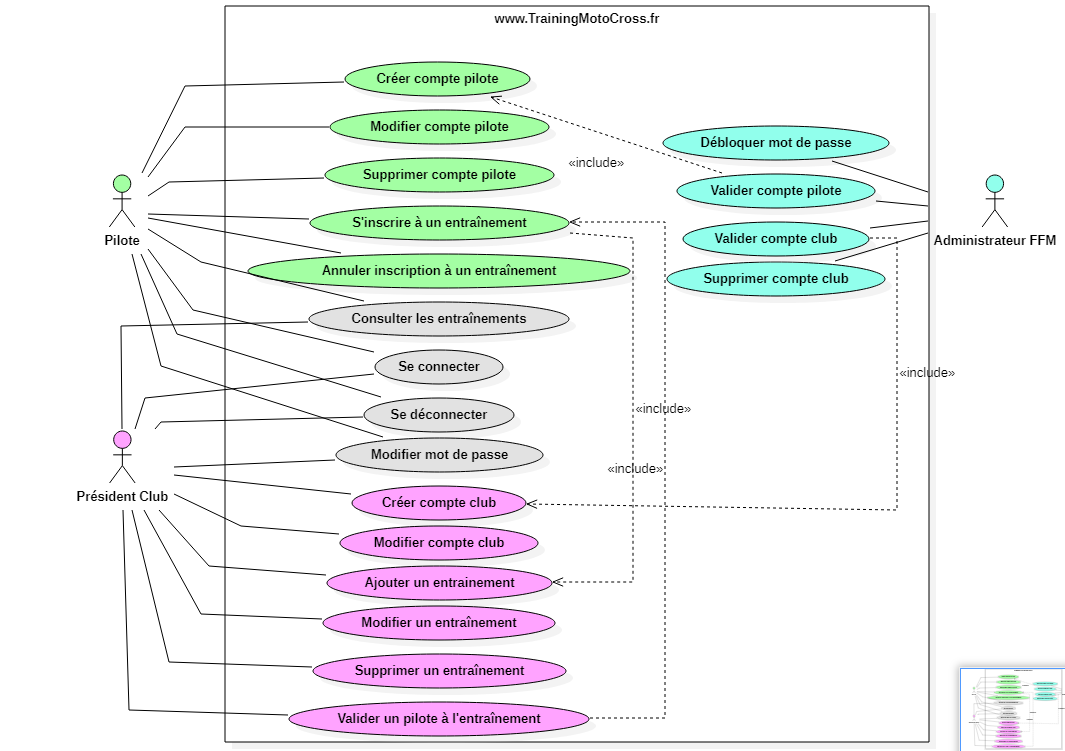 www.TrainingMotoCross.fr
Créer compte pilote
Modifier compte pilote
Débloquer mot de passe
«include»
Supprimer compte pilote
Valider compte pilote
S'inscrire à un entraînement
Pilote
Valider compte club
Administrateur FFM
Annuler inscription à un entraînement
Supprimer compte club
Consulter les entraînements
Se connecter
«include»
Se déconnecter
«include»
Modifier mot de passe
«include»
Président Club
Créer compte club
Modifier compte club
Ajouter un entrainement
Modifier un entraînement
Supprimer un entraînement
Valider un pilote à l'entraînement